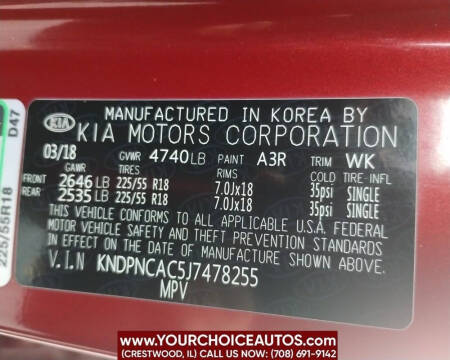 D47
225/55R18
KIA
MANUFACTURED IN KOREA BY
KIA MOTORS CORPORATION
03/18 GVWR 4740 LB PAINT A3R TRIM WK
GAWR TIRES RIMS COLD TIRE-INFL
FRONT 2646 LB 225/55 R18 7.0Jx18 35psi SINGLE
REAR 2535 LB 225/55 R18 7.0Jx18 35psi SINGLE
THIS VEHICLE CONFORMS TO ALL APPLICABLE U.S.A FEDERAL
MOTOR VEHICLE SAFETY AND THEFT PREVENTION STANDARDS
IN EFFECT ON THE DATE OF MANUFACTURE SHOWN ABOVE.
V.I.N KNDPNCAC5J7478255
MPV
WWW.YOURCHOICEAUTOS.COM
(CRESTWOOD, IL) CALL/TEXT: (708) 691-9142